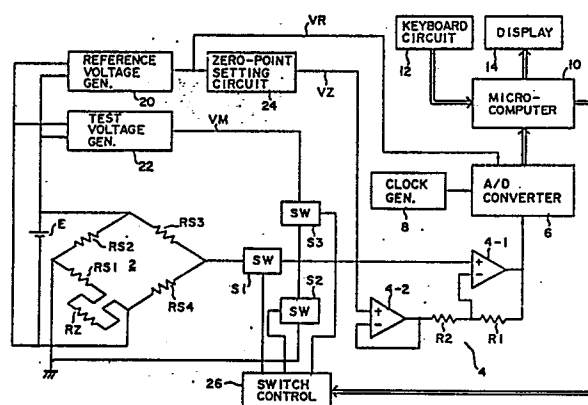 VR
KEYBOARD
CIRCUIT
12
DISPLAY
14
10
REFERENCE
VOLTAGE
GEN.
20
ZERO-POINT
SETTING
CIRCUIT
24
VZ
MICRO-
COMPUTER
TEST
VOLTAGE
GEN.
22
VM
CLOCK
GEN.
8
A/D
CONVERTER
6
E
RS3
RS2
RS1
2
RZ
RS4
SW
S3
SW
S1
S2
SW
4-1
4-2
R2
R1
4
26
SWITCH
CONTROL